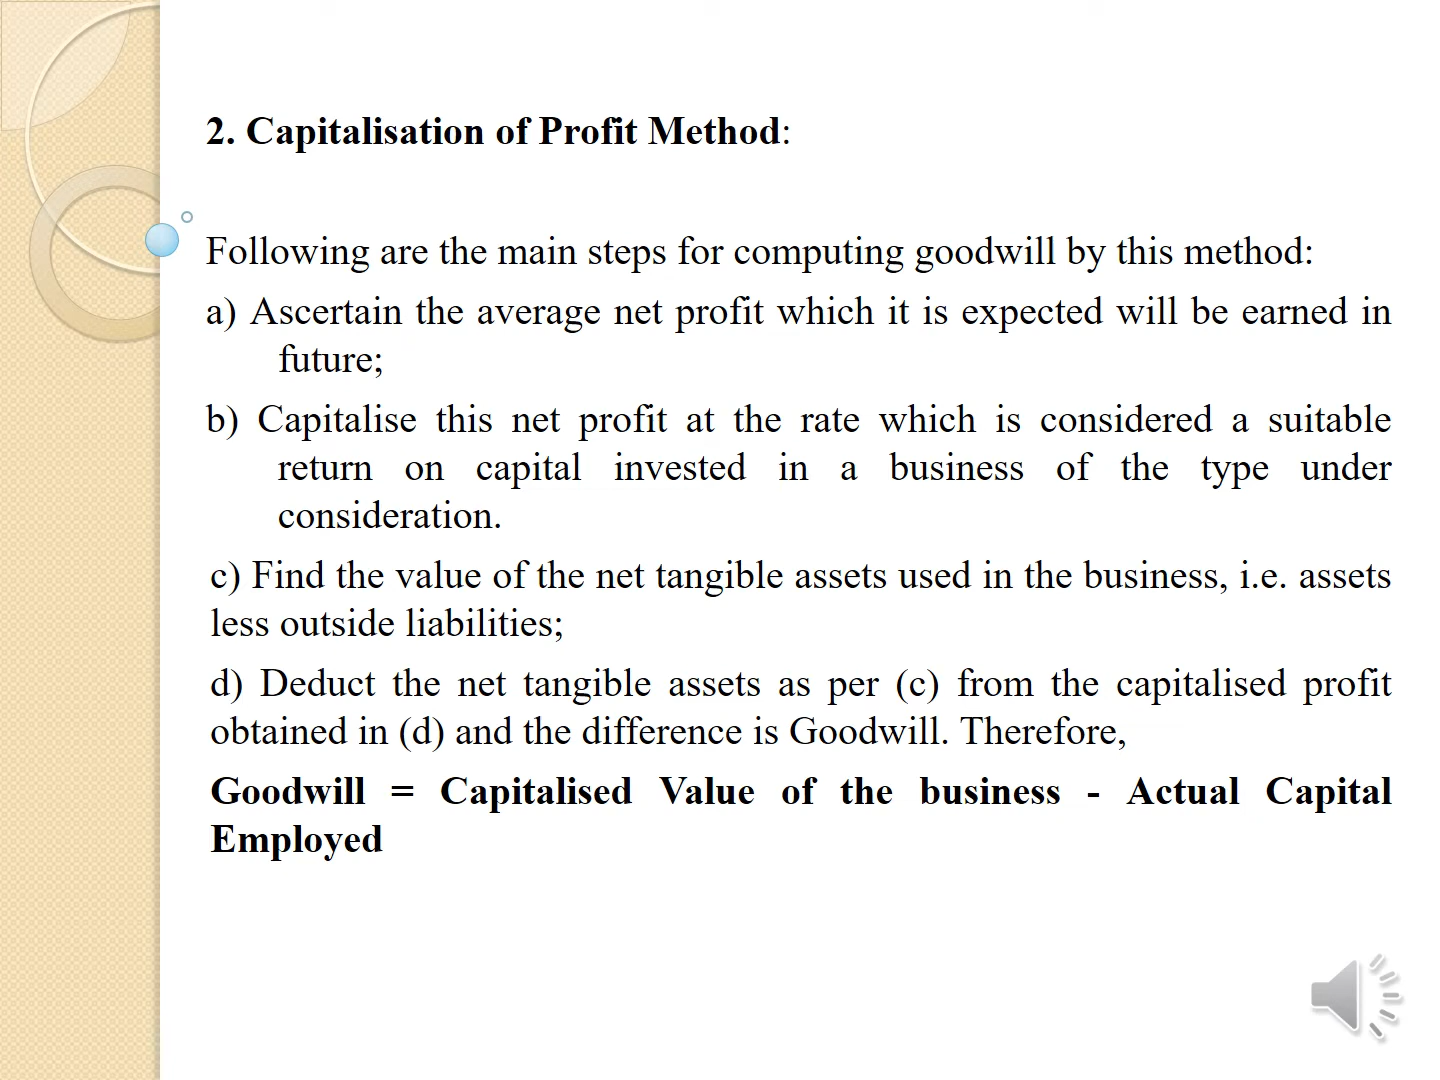 2. Capitalisation of Profit Method:
Following are the main steps for computing goodwill by this method:
a) Ascertain the average net profit which it is expected will be earned in
future;
b) Capitalise this net profit at the rate which is considered a suitable
return on capital invested in a business of the type under
consideration.
c) Find the value of the net tangible assets used in the business, i.e. assets
less outside liabilities;
d) Deduct the net tangible assets as per (c) from the capitalised profit
obtained in (d) and the difference is Goodwill. Therefore,
Goodwill = Capitalised Value of the business - Actual Capital
Employed